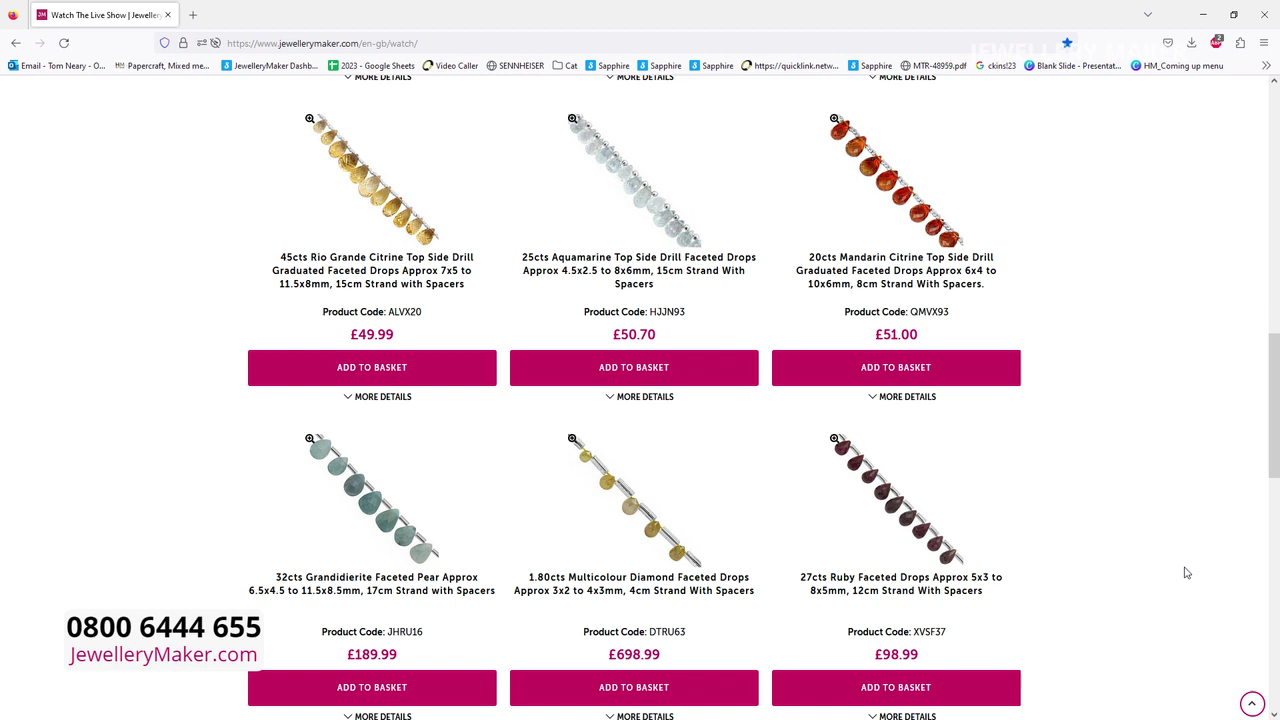 Watch The Live Show | Jeweller
https://www.jewellerymaker.com/en-gb/watch/
JEWELLERY MAKER
2
Email - Tom Neary - O...
Papercraft, Mixed me...
JewelleryMaker Dashb...
2023 - Google Sheets
Video Caller
SENNHEISER
Cat
Sapphire
Sapphire
Sapphire
https://quicklink.netw...
Sapphire
MTR-48959.pdf
ckins!23
Blank Slide - Presentat...
HM_Coming up menu
MORE DETAILS
MORE DETAILS
MORE DETAILS
45cts Rio Grande Citrine Top Side Drill
Graduated Faceted Drops Approx 7x5 to
11.5x8mm, 15cm Strand with Spacers
Product Code: ALVX20
£49.99
ADD TO BASKET
MORE DETAILS
25cts Aquamarine Top Side Drill Faceted Drops
Approx 4.5x2.5 to 8x6mm, 15cm Strand With
Spacers
Product Code: HJJN93
£50.70
ADD TO BASKET
MORE DETAILS
20cts Mandarin Citrine Top Side Drill
Graduated Faceted Drops Approx 6x4 to
10x6mm, 8cm Strand With Spacers.
Product Code: QMVX93
£51.00
ADD TO BASKET
MORE DETAILS
32cts Grandidierite Faceted Pear Approx
6.5x4.5 to 11.5x8.5mm, 17cm Strand with Spacers
Product Code: JHRU16
£189.99
ADD TO BASKET
MORE DETAILS
1.80cts Multicolour Diamond Faceted Drops
Approx 3x2 to 4x3mm, 4cm Strand With Spacers
Product Code: DTRU63
£698.99
ADD TO BASKET
MORE DETAILS
27cts Ruby Faceted Drops Approx 5x3 to
8x5mm, 12cm Strand With Spacers
Product Code: XVSF37
£98.99
ADD TO BASKET
MORE DETAILS
0800 6444 655
JewelleryMaker.com